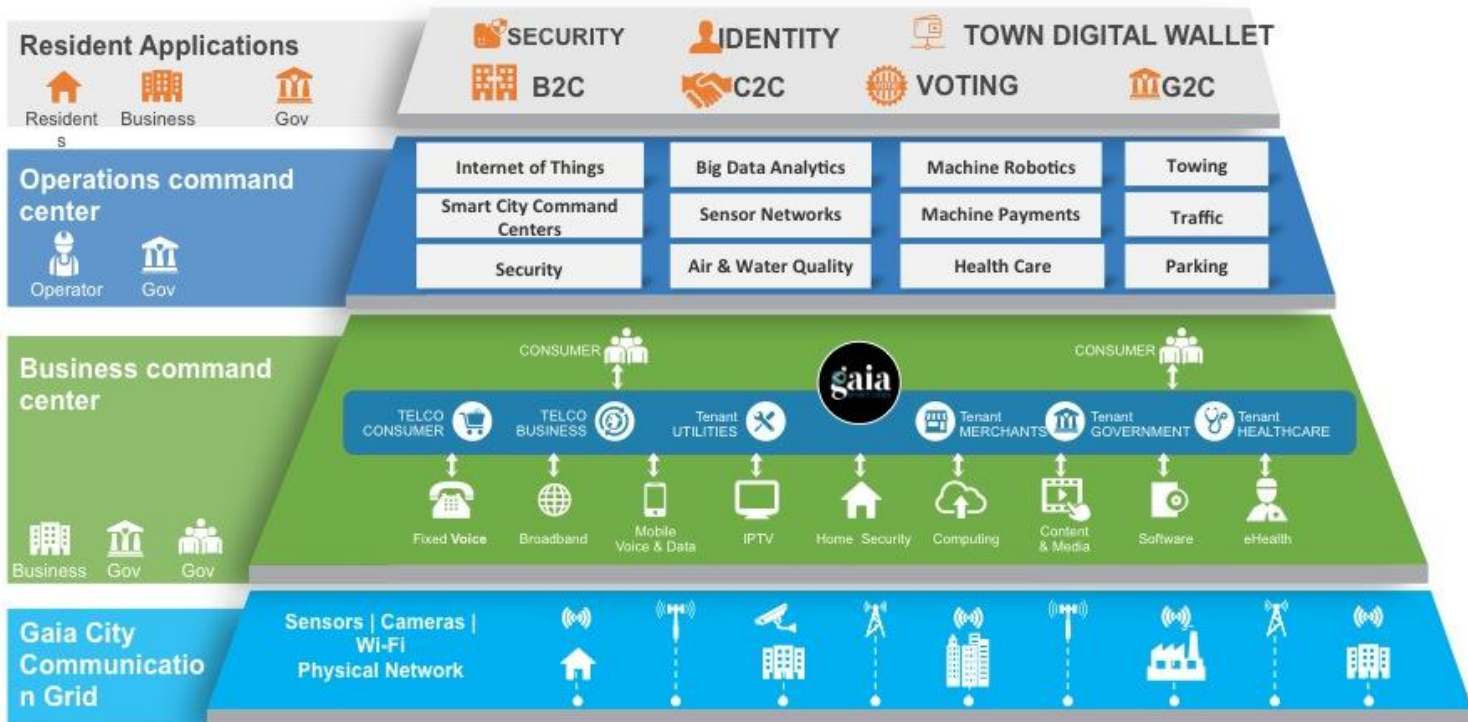 Resident Applications
Resident
s
Business
Gov
SECURITY
IDENTITY
TOWN DIGITAL WALLET
B2C
C2C
VOTE
VOTING
G2C
Operations command
center
Operator
Gov
Internet of Things
Big Data Analytics
Machine Robotics
Towing
Smart City Command
Centers
Sensor Networks
Machine Payments
Traffic
Security
Air & Water Quality
Health Care
Parking
Business command
center
Business
Gov
Gov
CONSUMER
gaia
CONSUMER
TELCO
CONSUMER
TELCO
BUSINESS
Tenant
UTILITIES
Tenant
MERCHANTS
Tenant
GOVERNMENT
Tenant
HEALTHCARE
Fixed Voice
Broadband
Mobile
Voice & Data
IPTV
Home Security
Computing
Content
& Media
Software
eHealth
Gaia City
Communicatio
n Grid
Sensors | Cameras |
Wi-Fi
Physical Network